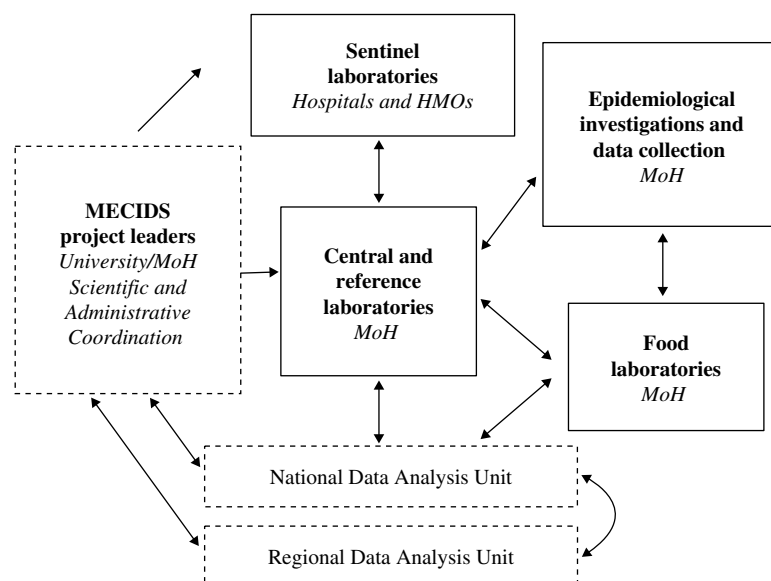 Sentinel
laboratories
Hospitals and HMOs
Epidemiological
investigations and
data collection
MoH
MECIDS
project leaders
University/MoH
Scientific and
Administrative
Coordination
Central and
reference
laboratories
MoH
Food
laboratories
MoH
National Data Analysis Unit
Regional Data Analysis Unit